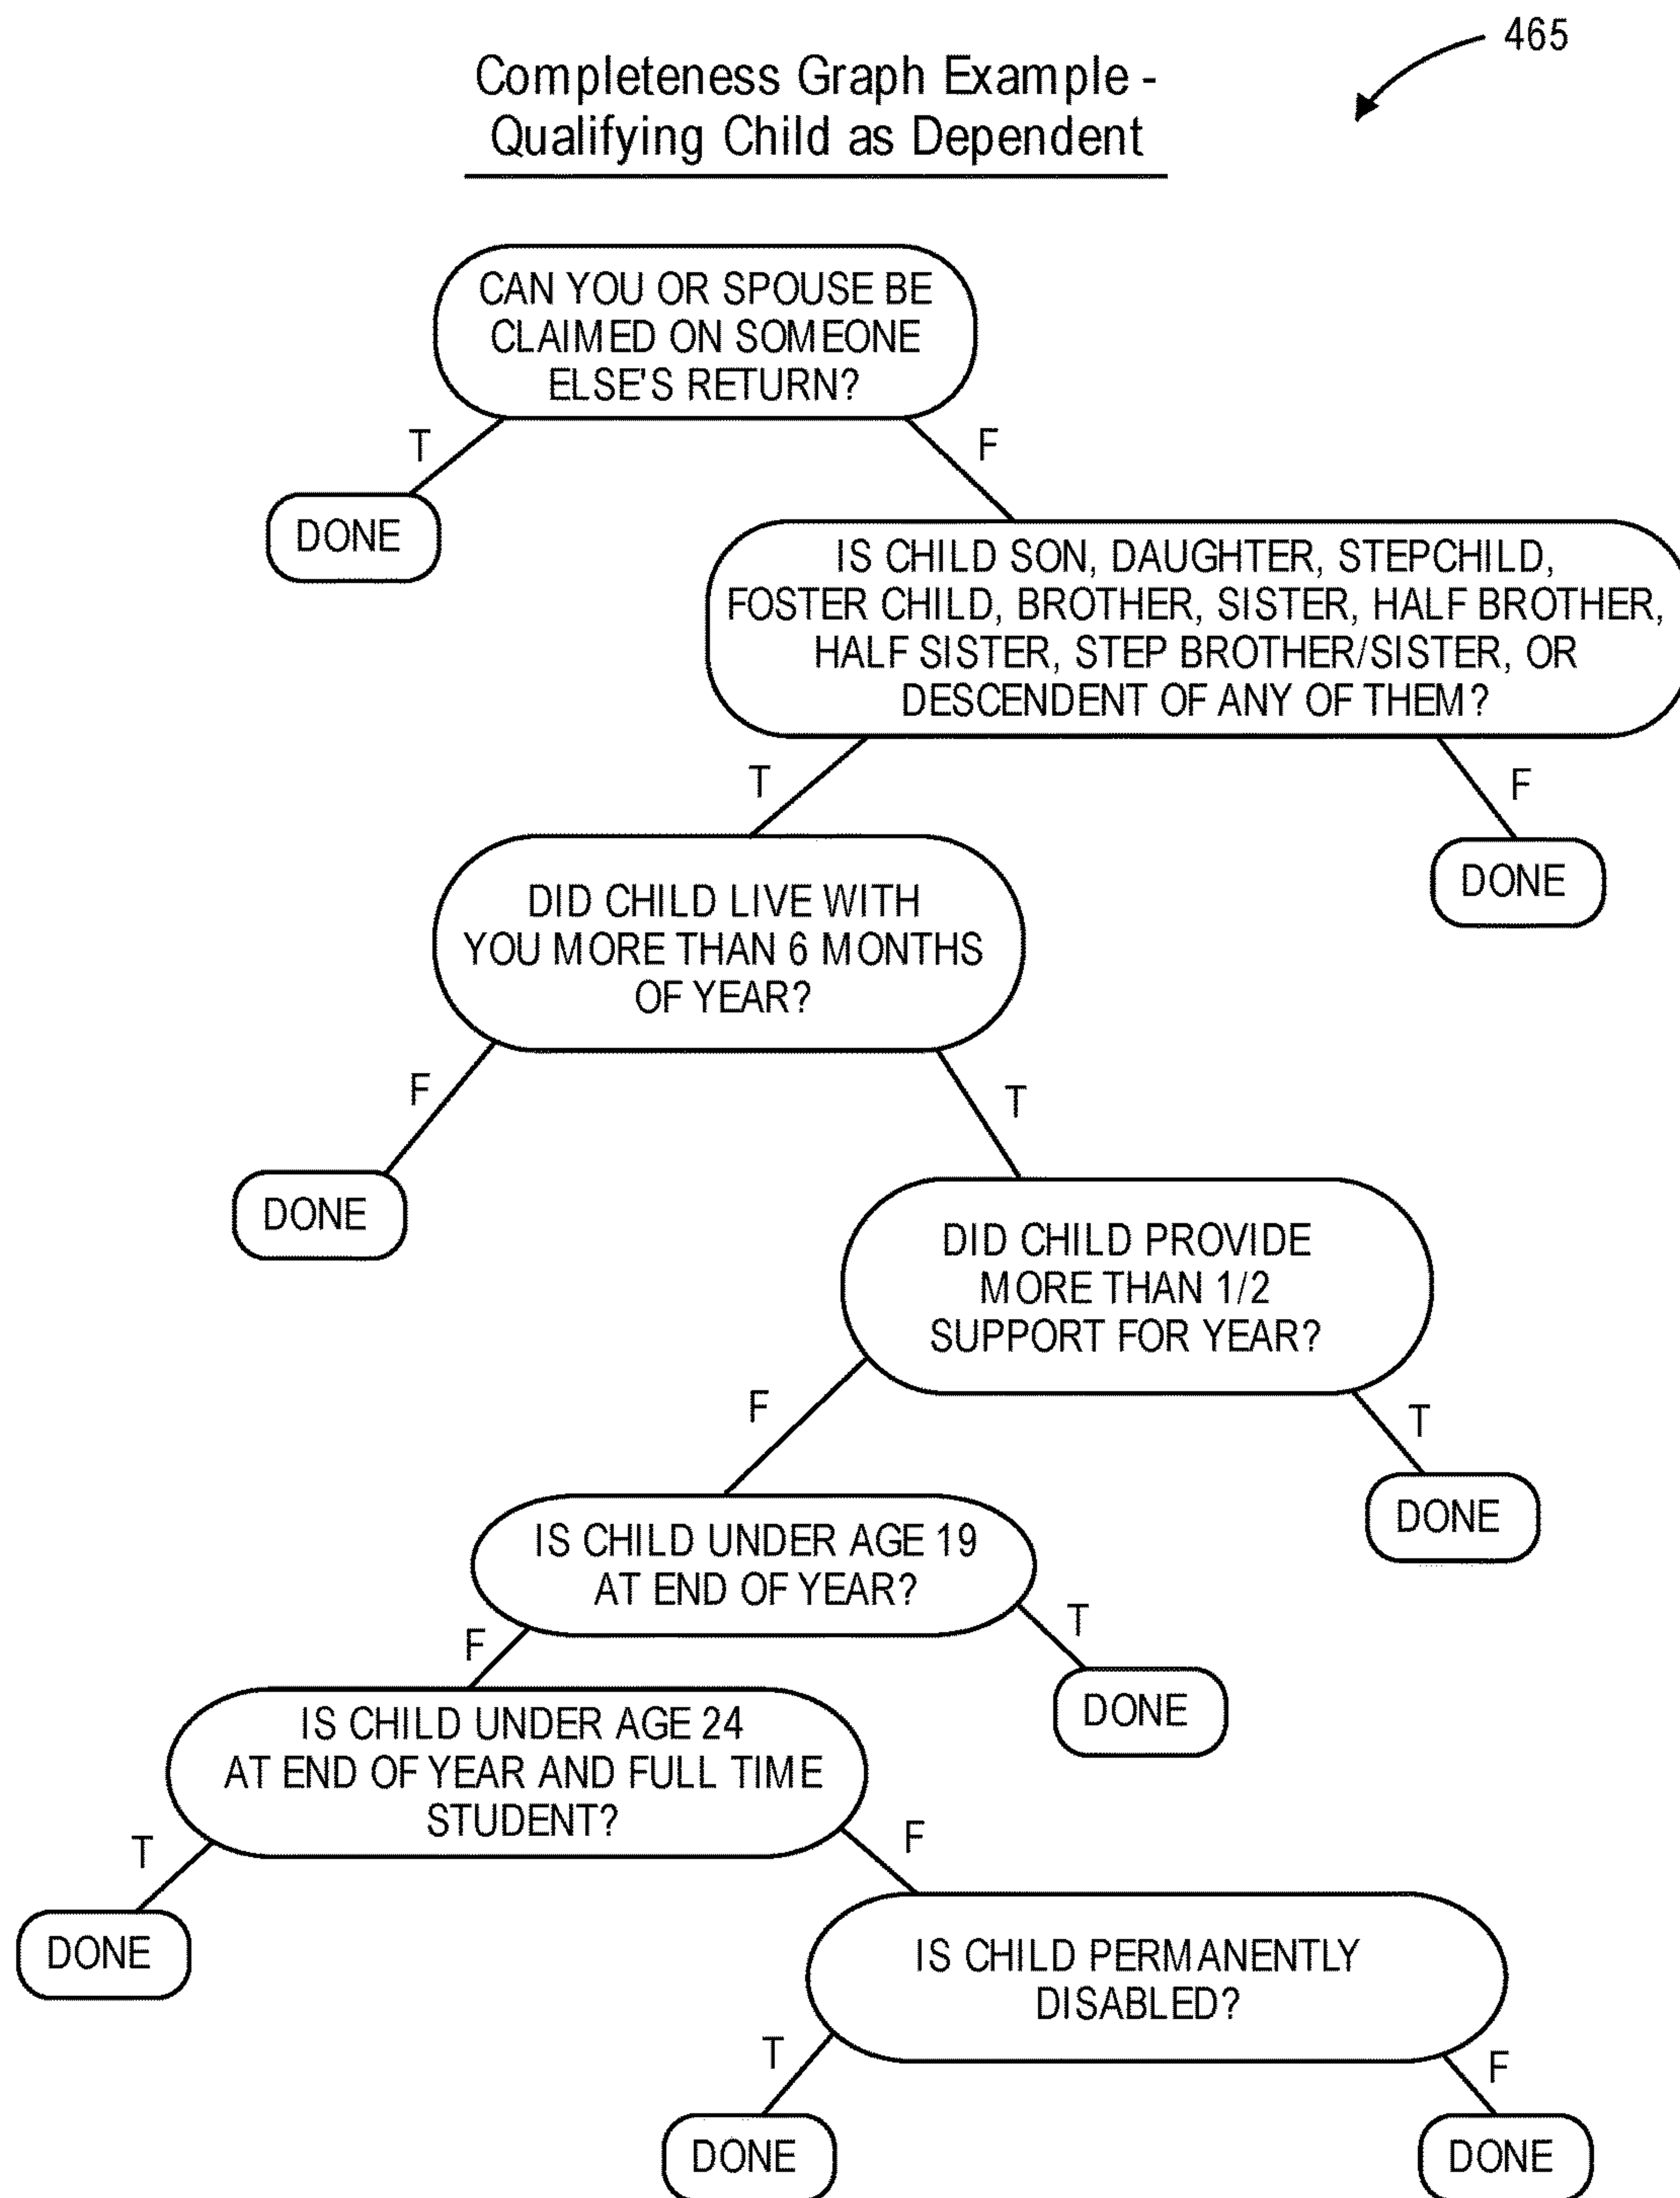 465
Completeness Graph Example -
Qualifying Child as Dependent
CAN YOU OR SPOUSE BE
CLAIMED ON SOMEONE
ELSE'S RETURN?
T
F
DONE
IS CHILD SON, DAUGHTER, STEPCHILD,
FOSTER CHILD, BROTHER, SISTER, HALF BROTHER,
HALF SISTER, STEP BROTHER/SISTER, OR
DESCENDENT OF ANY OF THEM?
T
F
DONE
DID CHILD LIVE WITH
YOU MORE THAN 6 MONTHS
OF YEAR?
F
T
DONE
DID CHILD PROVIDE
MORE THAN 1/2
SUPPORT FOR YEAR?
F
T
DONE
IS CHILD UNDER AGE 19
AT END OF YEAR?
F
T
DONE
IS CHILD UNDER AGE 24
AT END OF YEAR AND FULL TIME
STUDENT?
T
F
DONE
IS CHILD PERMANENTLY
DISABLED?
T
F
DONE
DONE